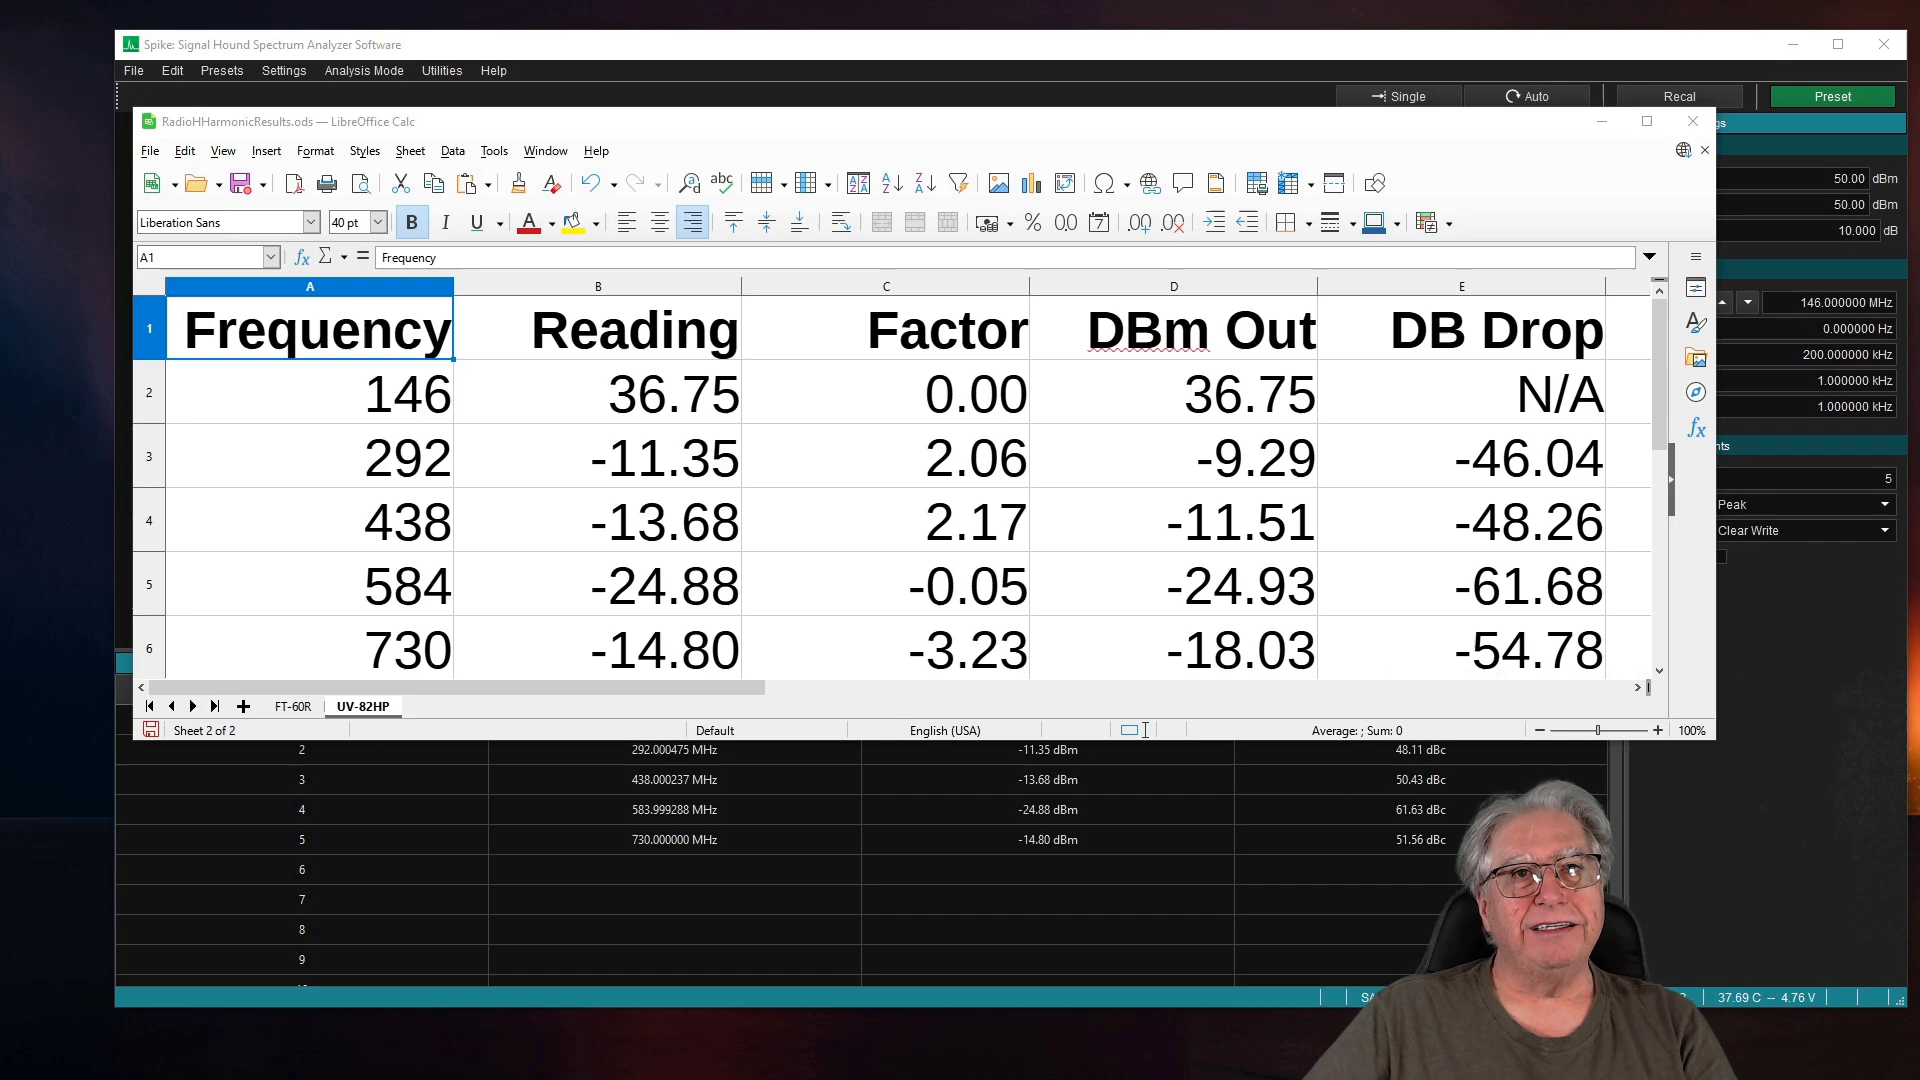 Spike: Signal Hound Spectrum Analyzer Software
File Edit Presets Settings Analysis Mode Utilities Help
Single Auto Recal Preset
RadioHHarmonicResults.ods — LibreOffice Calc
File Edit View Insert Format Styles Sheet Data Tools Window Help
Liberation Sans 40 pt
A1 Frequency
A B C D E
1 Frequency Reading Factor DBm Out DB Drop
2 146 36.75 0.00 36.75 N/A
3 292 -11.35 2.06 -9.29 -46.04
4 438 -13.68 2.17 -11.51 -48.26
5 584 -24.88 -0.05 -24.93 -61.68
6 730 -14.80 -3.23 -18.03 -54.78
FT-60R UV-82HP
Sheet 2 of 2 Default English (USA) Average: ; Sum: 0 100%
50.00 dBm
50.00 dBm
10.000 dB
146.000000 MHz
0.000000 Hz
200.000000 kHz
1.000000 kHz
1.000000 kHz
5
Peak
Clear Write
2 292.000475 MHz -11.35 dBm 48.11 dBc
3 438.000237 MHz -13.68 dBm 50.43 dBc
4 583.999288 MHz -24.88 dBm 61.63 dBc
5 730.000000 MHz -14.80 dBm 51.56 dBc
6
7
8
9
37.69 C -- 4.76 V